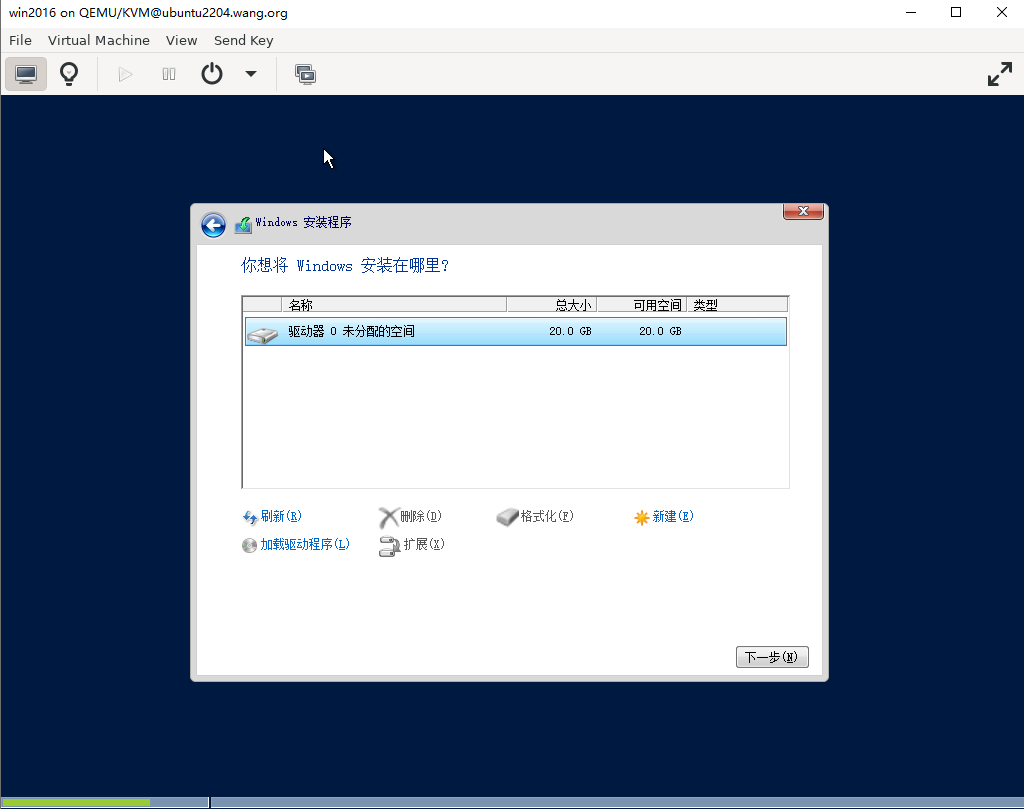 win2016 on QEMU/KVM@ubuntu2204.wang.org
File Virtual Machine View Send Key
Windows 安装程序
你想将 Windows 安装在哪里?
名称 总大小 可用空间 类型
驱动器 0 未分配的空间 20.0 GB 20.0 GB
刷新(R) 删除(D) 格式化(F) 新建(E)
加载驱动程序(L) 扩展(X)
下一步(N)